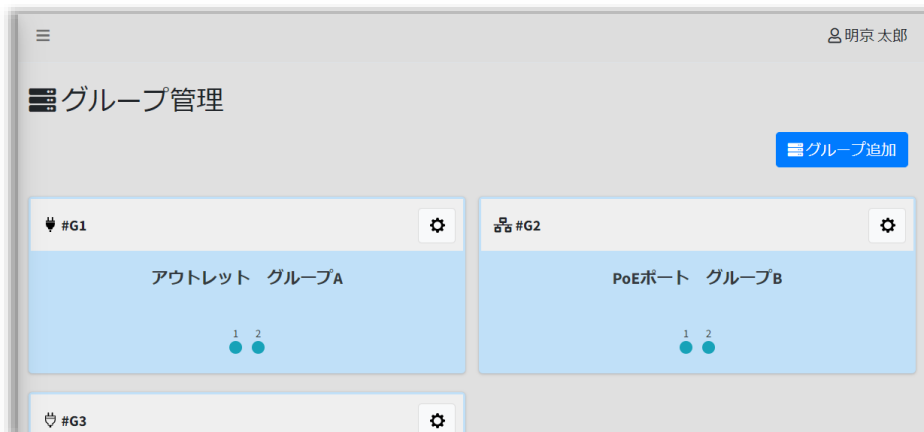 明京 太郎
グループ管理
グループ追加
#G1
アウトレット　グループA
1 2
#G2
PoEポート　グループB
1 2
#G3